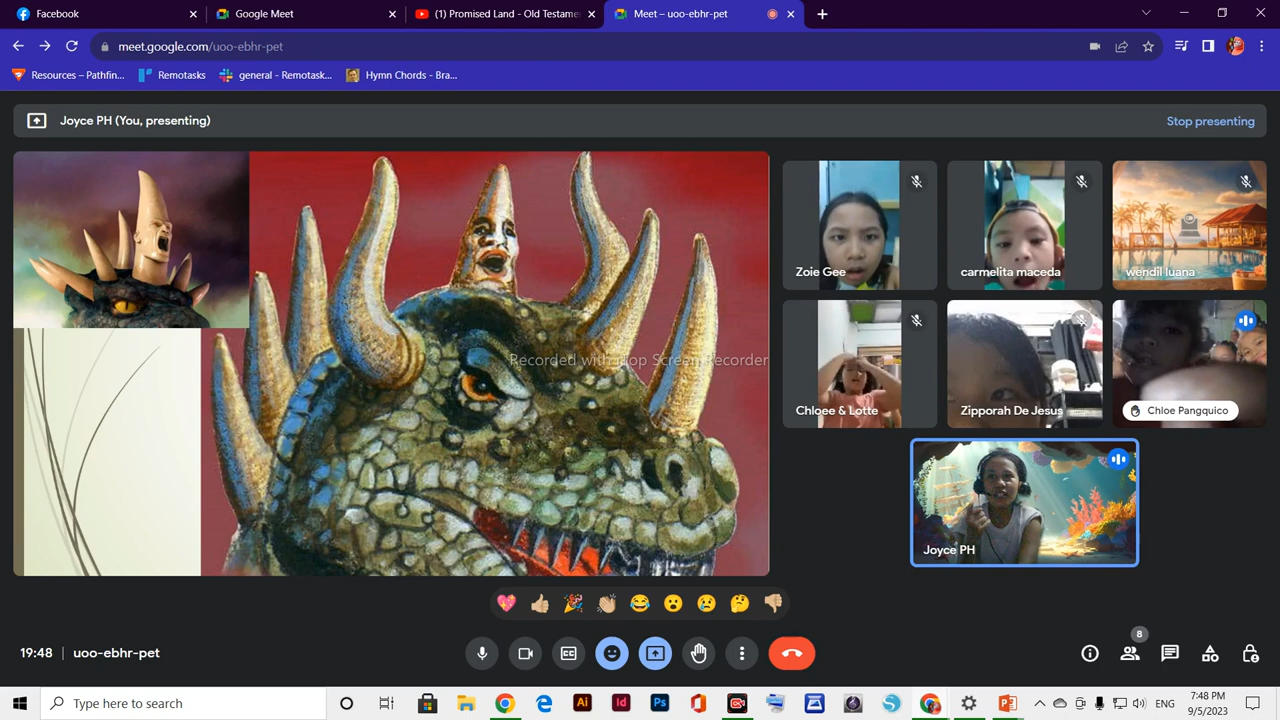 Facebook
Google Meet
(1) Promised Land - Old Testame
Meet – uoo-ebhr-pet
meet.google.com/uoo-ebhr-pet
Resources – Pathfin...
Remotasks
general - Remotask...
Hymn Chords - Bra...
Joyce PH (You, presenting)
Stop presenting
Zoie Gee
carmelita maceda
wendil luana
Recorded with iTop Screen Recorder
Chloee & Lotte
Zipporah De Jesus
Chloe Pangquico
Joyce PH
19:48 | uoo-ebhr-pet
8
Type here to search
Ai
Id
Ps
ENG
7:48 PM
9/5/2023